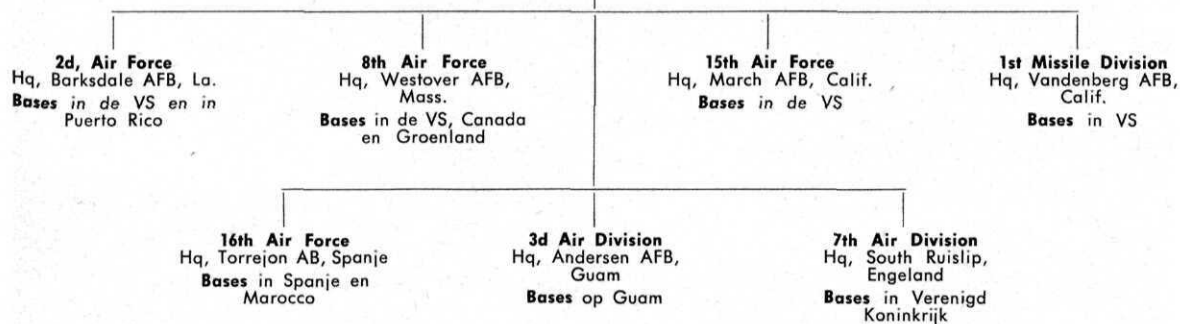 2d, Air Force
Hq, Barksdale AFB, La.
Bases in de VS en in
Puerto Rico
8th Air Force
Hq, Westover AFB,
Mass.
Bases in de VS, Canada
en Groenland
15th Air Force
Hq, March AFB, Calif.
Bases in de VS
1st Missile Division
Hq, Vandenberg AFB,
Calif.
Bases in VS
16th Air Force
Hq, Torrejon AB, Spanje
Bases in Spanje en
Marocco
3d Air Division
Hq, Andersen AFB,
Guam
Bases op Guam
7th Air Division
Hq, South Ruislip,
Engeland
Bases in Verenigd
Koninkrijk